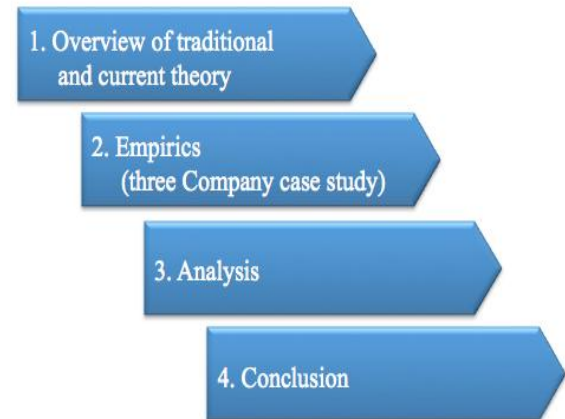 1. Overview of traditional
and current theory
2. Empirics
(three Company case study)
3. Analysis
4. Conclusion